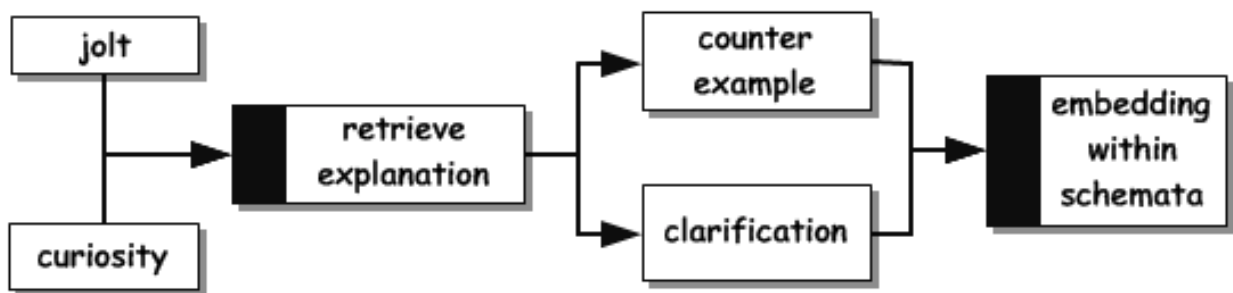 jolt
curiosity
retrieve
explanation
counter
example
clarification
embedding
within
schemata